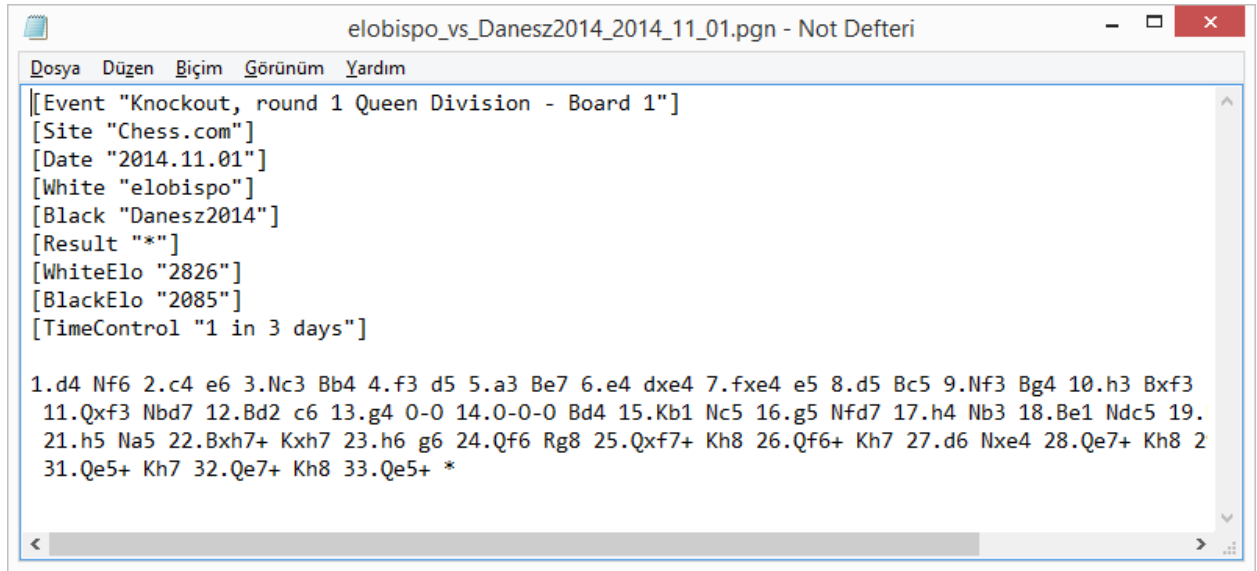 elobispo_vs_Danesz2014_2014_11_01.pgn - Not Defteri
Dosya Düzen Biçim Görünüm Yardım
[Event "Knockout, round 1 Queen Division - Board 1"]
[Site "Chess.com"]
[Date "2014.11.01"]
[White "elobispo"]
[Black "Danesz2014"]
[Result "*"]
[WhiteElo "2826"]
[BlackElo "2085"]
[TimeControl "1 in 3 days"]
1.d4 Nf6 2.c4 e6 3.Nc3 Bb4 4.f3 d5 5.a3 Be7 6.e4 dxe4 7.fxe4 e5 8.d5 Bc5 9.Nf3 Bg4 10.h3 Bxf3
11.Qxf3 Nbd7 12.Bd2 c6 13.g4 O-O 14.O-O-O Bd4 15.Kb1 Nc5 16.g5 Nfd7 17.h4 Nb3 18.Be1 Ndc5 19.
21.h5 Na5 22.Bxh7+ Kxh7 23.h6 g6 24.Qf6 Rg8 25.Qxf7+ Kh8 26.Qf6+ Kh7 27.d6 Nxe4 28.Qe7+ Kh8
31.Qe5+ Kh7 32.Qe7+ Kh8 33.Qe5+ *